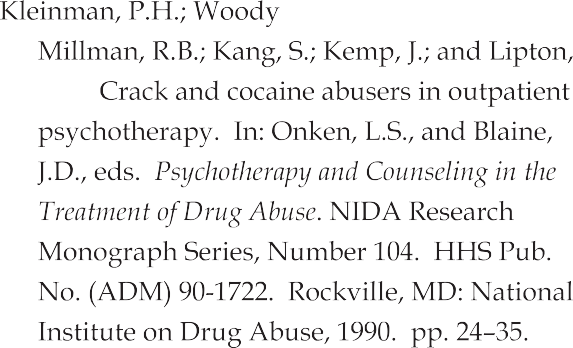 Kleinman, P.H.; Woody
Millman, R.B.; Kang, S.; Kemp, J.; and Lipton,
Crack and cocaine abusers in outpatient
psychotherapy. In: Onken, L.S., and Blaine,
J.D., eds. Psychotherapy and Counseling in the
Treatment of Drug Abuse. NIDA Research
Monograph Series, Number 104. HHS Pub.
No. (ADM) 90-1722. Rockville, MD: National
Institute on Drug Abuse, 1990. pp. 24–35.